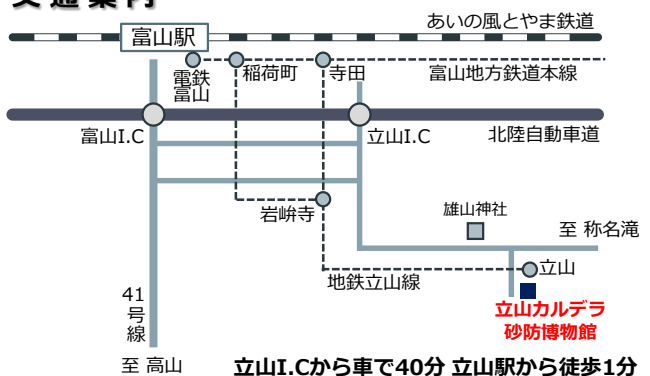 交通案内
あいの風とやま鉄道
富山駅
電鉄
富山
稲荷町
寺田
富山地方鉄道本線
富山I.C
立山I.C
北陸自動車道
岩峅寺
雄山神社
至 称名滝
立山
地鉄立山線
41
号
線
立山カルデラ
砂防博物館
至 高山
立山I.Cから車で40分 立山駅から徒歩1分